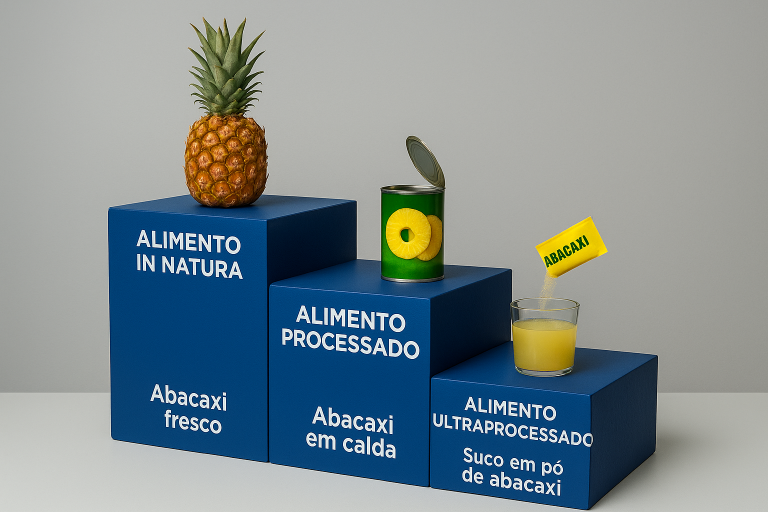 ALIMENTO
IN NATURA
Abacaxi
fresco
ALIMENTO
PROCESSADO
Abacaxi
em calda
ABACAXI
ALIMENTO
ULTRAPROCESSADO
Suco em pó
de abacaxi